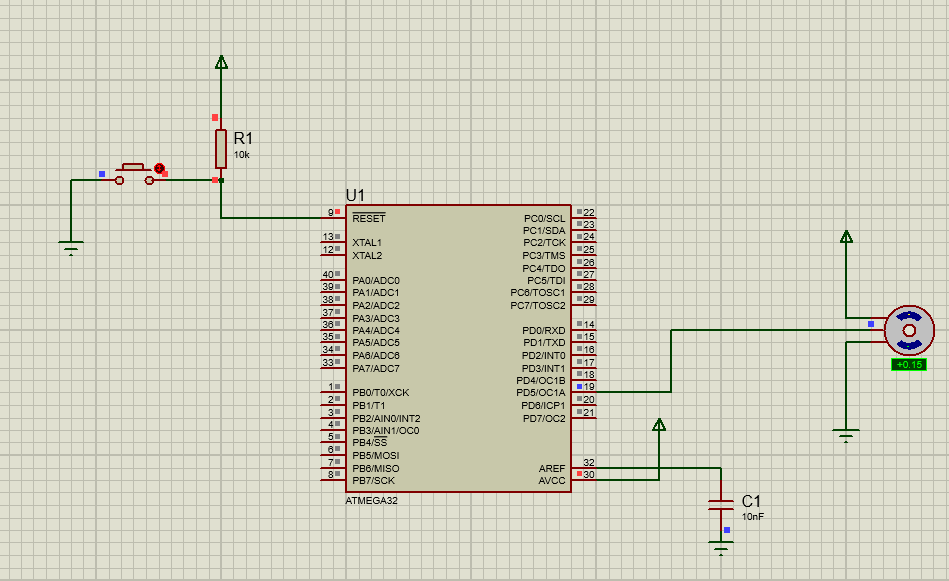 R1
10k
U1
9 RESET
13 XTAL1
12 XTAL2
40 PA0/ADC0
39 PA1/ADC1
38 PA2/ADC2
37 PA3/ADC3
36 PA4/ADC4
35 PA5/ADC5
34 PA6/ADC6
33 PA7/ADC7
1 PB0/T0/XCK
2 PB1/T1
3 PB2/AIN0/INT2
4 PB3/AIN1/OC0
5 PB4/SS
6 PB5/MOSI
7 PB6/MISO
8 PB7/SCK
PC0/SCL 22
PC1/SDA 23
PC2/TCK 24
PC3/TMS 25
PC4/TDO 26
PC5/TDI 27
PC6/TOSC1 28
PC7/TOSC2 29
PD0/RXD 14
PD1/TXD 15
PD2/INT0 16
PD3/INT1 17
PD4/OC1B 18
PD5/OC1A 19
PD6/ICP1 20
PD7/OC2 21
AREF 32
AVCC 30
ATMEGA32
C1
10nF
+0.15